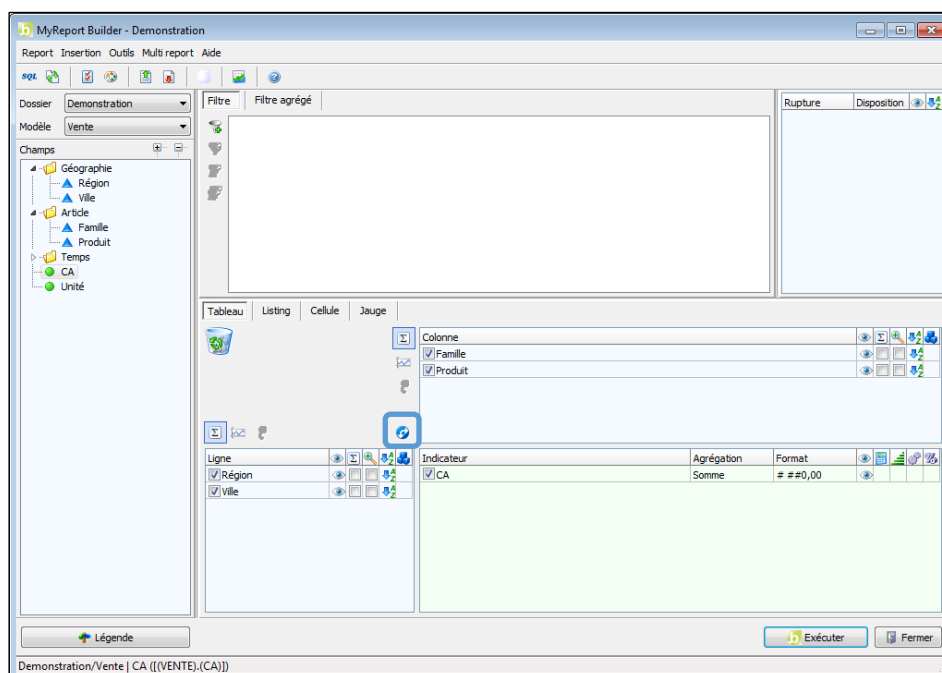 MyReport Builder - Demonstration
Report Insertion Outils Multi report Aide
SQL
Dossier Demonstration
Modèle Vente
Champs
Géographie
Région
Ville
Article
Famille
Produit
Temps
CA
Unité
Filtre Filtre agrégé
Rupture Disposition
Tableau Listing Cellule Jauge
Colonne
Famille
Produit
Ligne
Région
Ville
Indicateur Agrégation Format
CA Somme # ##0,00
Légende
Exécuter Fermer
Demonstration/Vente | CA ([(VENTE).(CA)])